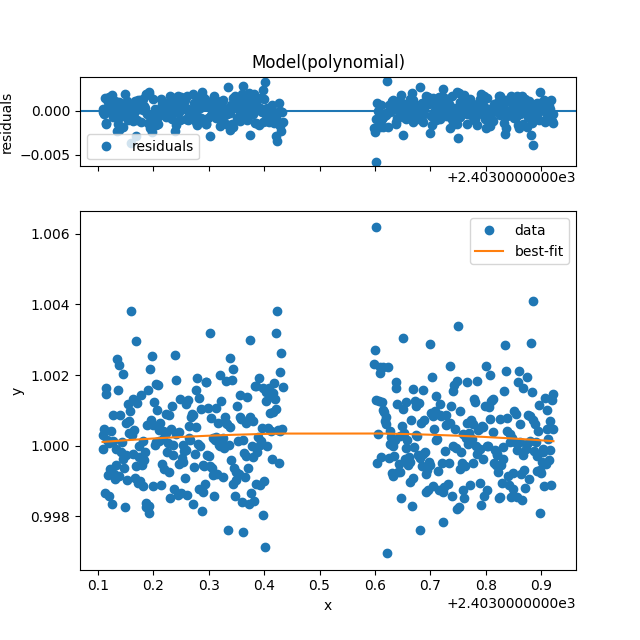 Model(polynomial)
residuals
0.000
−0.005
residuals
+2.4030000000e3
y
1.006
1.004
1.002
1.000
0.998
data
best-fit
0.1 0.2 0.3 0.4 0.5 0.6 0.7 0.8 0.9
x
+2.4030000000e3